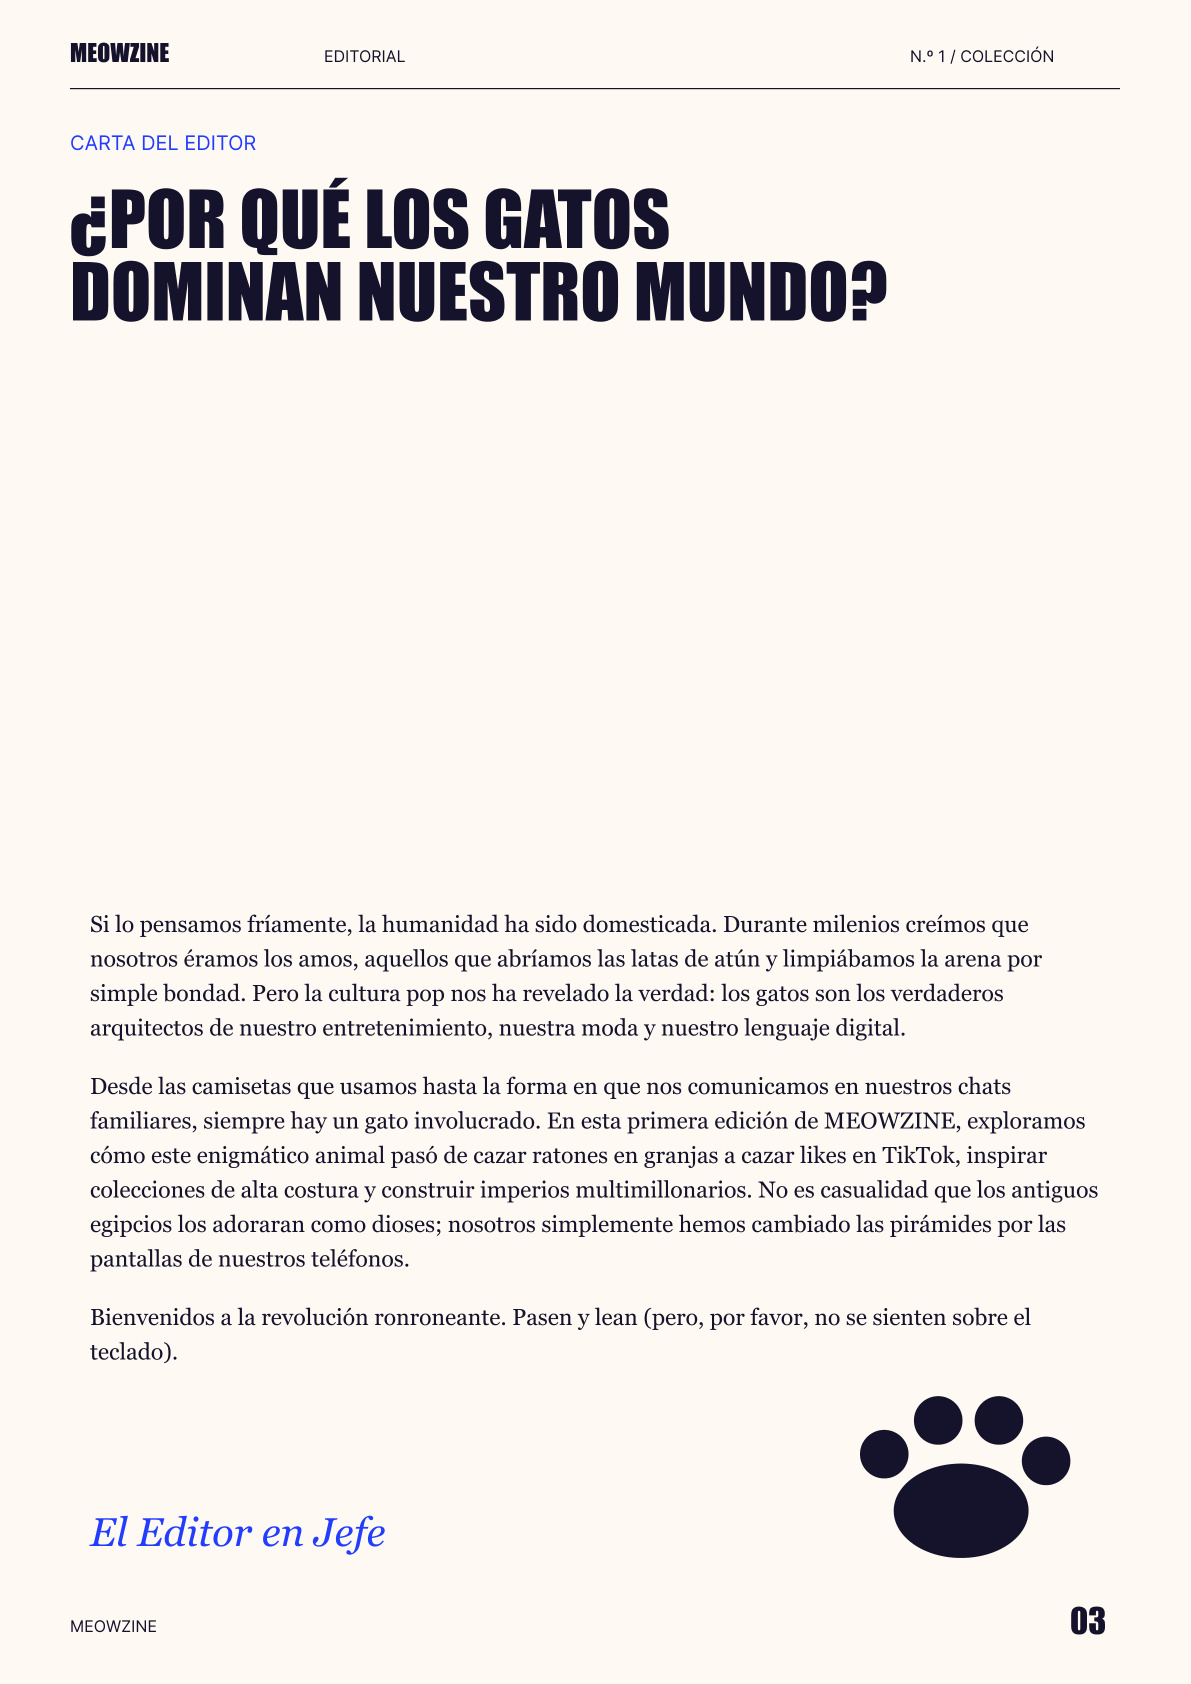 MEOWZINE
EDITORIAL
N.º 1 / COLECCIÓN
CARTA DEL EDITOR
¿POR QUÉ LOS GATOS
DOMINAN NUESTRO MUNDO?
Si lo pensamos fríamente, la humanidad ha sido domesticada. Durante milenios creímos que
nosotros éramos los amos, aquellos que abríamos las latas de atún y limpiábamos la arena por
simple bondad. Pero la cultura pop nos ha revelado la verdad: los gatos son los verdaderos
arquitectos de nuestro entretenimiento, nuestra moda y nuestro lenguaje digital.
Desde las camisetas que usamos hasta la forma en que nos comunicamos en nuestros chats
familiares, siempre hay un gato involucrado. En esta primera edición de MEOWZINE, exploramos
cómo este enigmático animal pasó de cazar ratones en granjas a cazar likes en TikTok, inspirar
colecciones de alta costura y construir imperios multimillonarios. No es casualidad que los antiguos
egipcios los adoraran como dioses; nosotros simplemente hemos cambiado las pirámides por las
pantallas de nuestros teléfonos.
Bienvenidos a la revolución ronroneante. Pasen y lean (pero, por favor, no se sienten sobre el
teclado).
El Editor en Jefe
MEOWZINE
03